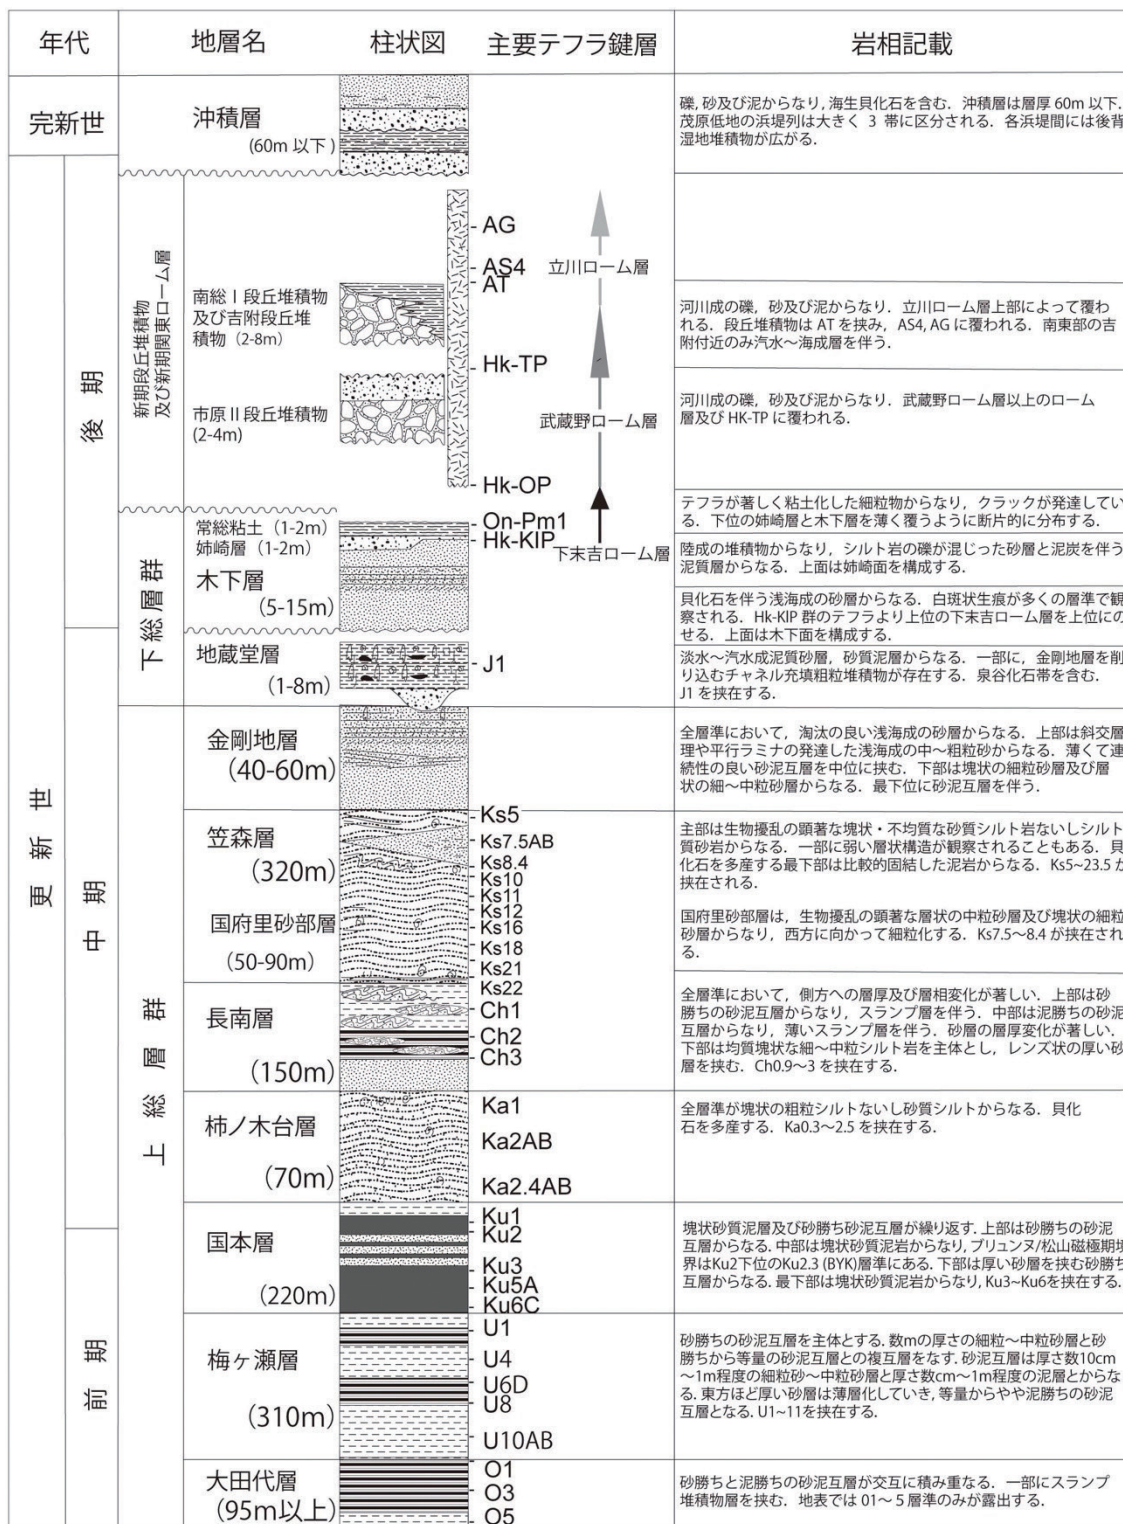 年代
地層名
柱状図
主要テフラ鍵層
岩相記載
完新世
沖積層
(60m 以下 )
礫, 砂及び泥からなり, 海生貝化石を含む. 沖積層は層厚 60m 以下.
茂原低地の浜堤列は大きく 3 帯に区分される. 各浜堤間には後背
湿地堆積物が広がる.
更 新 世
後 期
新期段丘堆積物
及び新期関東ローム層
AG
AS4
AT
立川ローム層
南総 I 段丘堆積物
及び吉附段丘堆
積物 (2-8m)
河川成の礫, 砂及び泥からなり. 立川ローム層上部によって覆わ
れる. 段丘堆積物は AT を挟み, AS4, AG に覆われる. 南東部の吉
附付近のみ汽水～海成層を伴う.
Hk-TP
市原 II 段丘堆積物
(2-4m)
武蔵野ローム層
河川成の礫, 砂及び泥からなり. 武蔵野ローム層以上のローム
層及び HK-TP に覆われる.
Hk-OP
下 総 層 群
常総粘土 (1-2m)
On-Pm1
テフラが著しく粘土化した細粒物からなり, クラックが発達してい
る. 下位の姉崎層と木下層を薄く覆うように断片的に分布する.
姉崎層 (1-2m)
Hk-KIP
下末吉ローム層
陸成の堆積物からなり, シルト岩の礫が混じった砂層と泥炭を伴う
泥質層からなる. 上面は姉崎面を構成する.
木下層
(5-15m)
貝化石を伴う浅海成の砂層からなる. 白斑状生痕が多くの層準で観
察される. Hk-KIP 群のテフラより上位の下末吉ローム層を上位にの
せる. 上面は木下面を構成する.
中 期
地蔵堂層
(1-8m)
J1
淡水～汽水成泥質砂層, 砂質泥層からなる. 一部に, 金剛地層を削
り込むチャネル充填粗粒堆積物が存在する. 泉谷化石帯を含む.
J1 を挟在する.
上 総 層 群
金剛地層
(40-60m)
全層準において, 淘汰の良い浅海成の砂層からなる. 上部は斜交層
理や平行ラミナの発達した浅海成の中～粗粒砂からなる. 薄くて連
続性の良い砂泥互層を中位に挟む. 下部は塊状の細粒砂層及び層
状の細～中粒砂層からなる. 最下位に砂泥互層を伴う.
笠森層
(320m)
国府里砂部層
(50-90m)
Ks5
Ks7.5AB
Ks8.4
Ks10
Ks11
Ks12
Ks16
Ks18
Ks21
Ks22
主部は生物擾乱の顕著な塊状・不均質な砂質シルト岩ないしシルト
質砂岩からなる. 一部に弱い層状構造が観察されることもある. 貝
化石を多産する最下部は比較的固結した泥岩からなる. Ks5~23.5 が
挟在される.
国府里砂部層は, 生物擾乱の顕著な層状の中粒砂層及び塊状の細粒
砂層からなり, 西方に向かって細粒化する. Ks7.5～8.4 が挟在され
る.
長南層
(150m)
Ch1
Ch2
Ch3
全層準において, 側方への層厚及び層相変化が著しい. 上部は砂
勝ちの砂泥互層からなり, スランプ層を伴う. 中部は泥勝ちの砂泥
互層からなり, 薄いスランプ層を伴う. 砂層の層厚変化が著しい.
下部は均質塊状な細～中粒シルト岩を主体とし, レンズ状の厚い砂
層を挟む. Ch0.9～3 を挟在する.
柿ノ木台層
(70m)
Ka1
Ka2AB
Ka2.4AB
全層準が塊状の粗粒シルトないし砂質シルトからなる. 貝化
石を多産する. Ka0.3～2.5 を挟在する.
前 期
国本層
(220m)
Ku1
Ku2
Ku3
Ku5A
Ku6C
塊状砂質泥層及び砂勝ち砂泥互層が繰り返す. 上部は砂勝ちの砂泥
互層からなる. 中部は塊状砂質泥岩からなり, ブリュンヌ/松山磁極期境
界はKu2下位のKu2.3 (BYK)層準にある. 下部は厚い砂層を挟む砂勝ち
互層からなる. 最下部は塊状砂質泥岩からなり, Ku3~Ku6を挟在する.
梅ヶ瀬層
(310m)
U1
U4
U6D
U8
U10AB
砂勝ちの砂泥互層を主体とする. 数mの厚さの細粒～中粒砂層と砂
勝ちから等量の砂泥互層との複互層をなす. 砂泥互層は厚さ数10cm
～1m程度の細粒砂～中粒砂層と厚さ数cm～1m程度の泥層とからな
る. 東方ほど厚い砂層は薄層化していき, 等量からやや泥勝ちの砂泥
互層となる. U1~11を挟在する.
大田代層
(95m以上)
O1
O3
O5
砂勝ちと泥勝ちの砂泥互層が交互に積み重なる. 一部にスランプ
堆積物層を挟む. 地表では 01～ 5 層準のみが露出する.